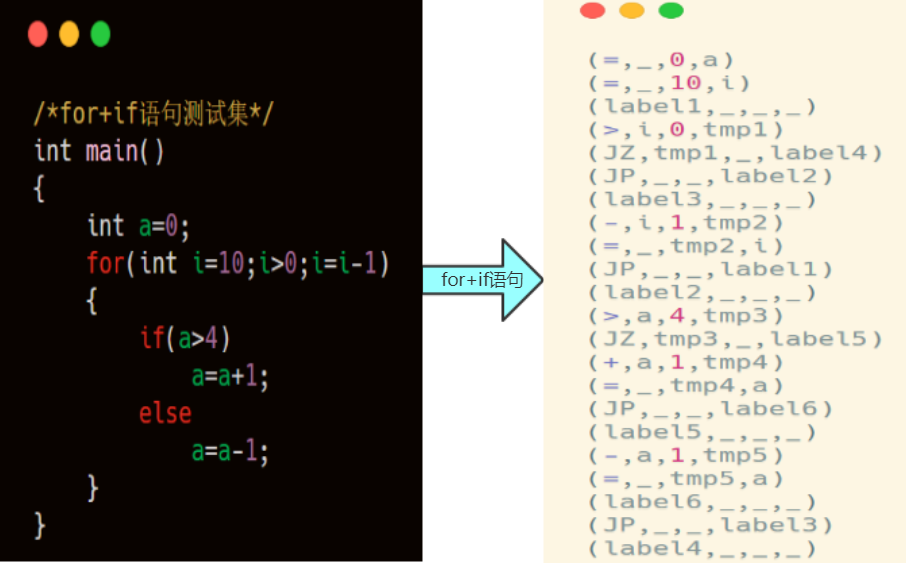 /*for+if语句测试集*/
int main()
{
    int a=0;
    for(int i=10;i>0;i=i-1)
    {
        if(a>4)
            a=a+1;
        else
            a=a-1;
    }
}
for+if语句
(=,_,0,a)
(=,_,10,i)
(label1,_,_,_)
(>,i,0,tmp1)
(JZ,tmp1,_,label4)
(JP,_,_,label2)
(label3,_,_,_)
(-,i,1,tmp2)
(=,_,tmp2,i)
(JP,_,_,label1)
(label2,_,_,_)
(>,a,4,tmp3)
(JZ,tmp3,_,label5)
(+,a,1,tmp4)
(=,_,tmp4,a)
(JP,_,_,label6)
(label5,_,_,_)
(-,a,1,tmp5)
(=,_,tmp5,a)
(label6,_,_,_)
(JP,_,_,label3)
(label4,_,_,_)